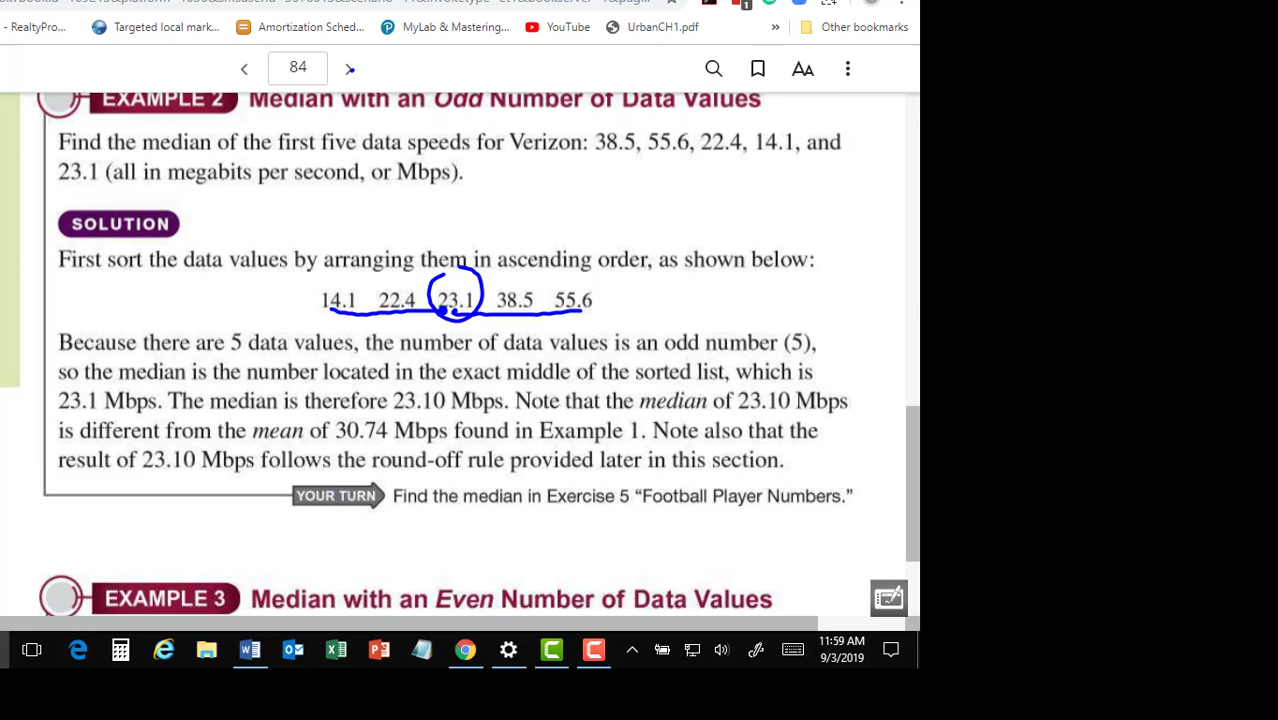 - RealtyPro... Targeted local mark... Amortization Sched... MyLab & Mastering... YouTube UrbanCH1.pdf » Other bookmarks
84
EXAMPLE 2 Median with an Odd Number of Data Values
Find the median of the first five data speeds for Verizon: 38.5, 55.6, 22.4, 14.1, and
23.1 (all in megabits per second, or Mbps).
SOLUTION
First sort the data values by arranging them in ascending order, as shown below:
14.1 22.4 23.1 38.5 55.6
Because there are 5 data values, the number of data values is an odd number (5),
so the median is the number located in the exact middle of the sorted list, which is
23.1 Mbps. The median is therefore 23.10 Mbps. Note that the median of 23.10 Mbps
is different from the mean of 30.74 Mbps found in Example 1. Note also that the
result of 23.10 Mbps follows the round-off rule provided later in this section.
YOUR TURN Find the median in Exercise 5 “Football Player Numbers.”
EXAMPLE 3 Median with an Even Number of Data Values
11:59 AM
9/3/2019